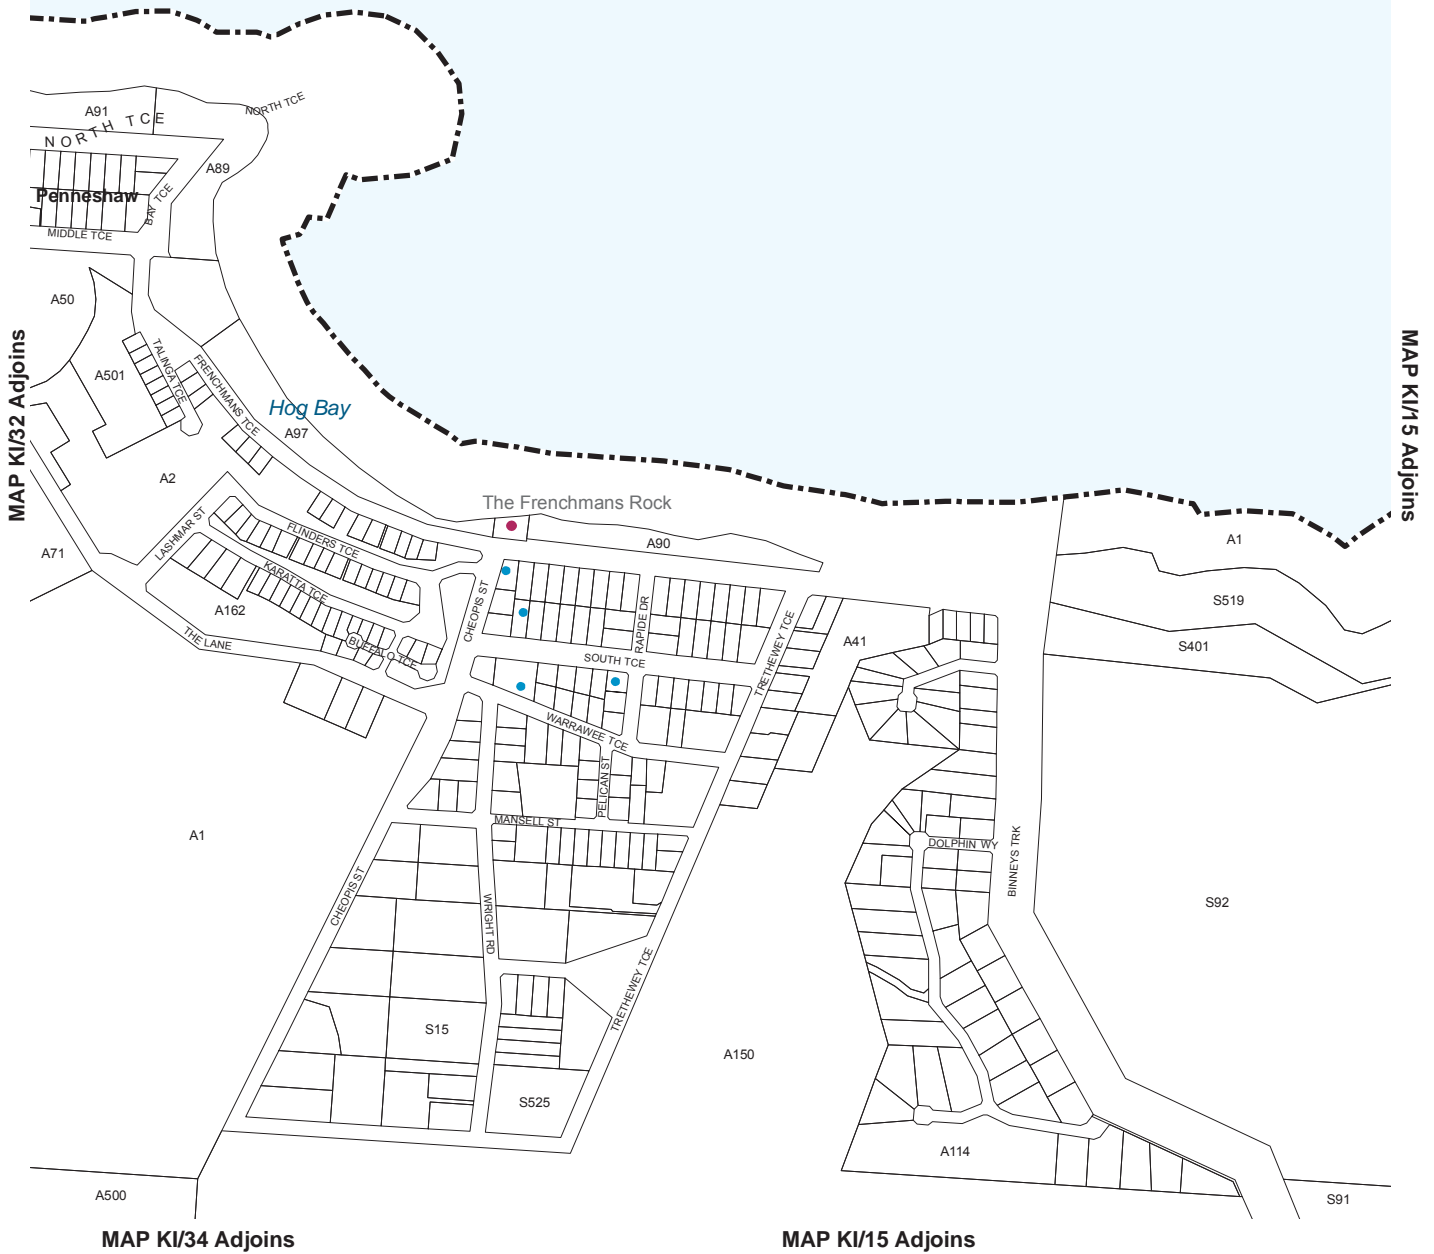 NORTH TCE
A91
NORTH TCE
A89
Penneshaw
BAY TCE
MIDDLE TCE
A50
MAP KI/32 Adjoins
MAP KI/15 Adjoins
TALINGA TCE
FRENCHMANS TCE
A501
Hog Bay
A97
A2
The Frenchmans Rock
LASHMAR ST
FLINDERS TCE
A90
A1
A71
KARATTA TCE
CHEOPIS ST
RAPIDE DR
S519
A162
THE LANE
BUFFALO TCE
SOUTH TCE
TRETHEWEY TCE
A41
S401
WARRAWEE TCE
PELICAN ST
MANSELL ST
A1
DOLPHIN WY
BINNEYS TRK
CHEOPIS ST
WRIGHT RD
S92
TRETHEWEY TCE
S15
A150
S525
A114
A500
S91
MAP KI/34 Adjoins
MAP KI/15 Adjoins